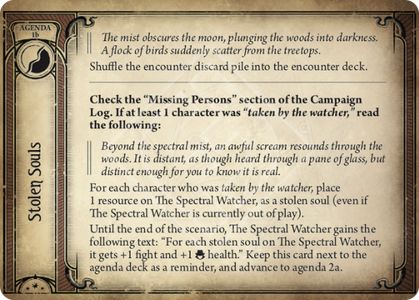 AGENDA
1b
Stolen Souls
The mist obscures the moon, plunging the woods into darkness.
A flock of birds suddenly scatter from the treetops.
Shuffle the encounter discard pile into the encounter deck.
Check the “Missing Persons” section of the Campaign
Log. If at least 1 character was “taken by the watcher,” read
the following:
Beyond the spectral mist, an awful scream resounds through the
woods. It is distant, as though heard through a pane of glass, but
distinct enough for you to know it is real.
For each character who was taken by the watcher, place
1 resource on The Spectral Watcher, as a stolen soul (even if
The Spectral Watcher is currently out of play).
Until the end of the scenario, The Spectral Watcher gains the
following text: “For each stolen soul on The Spectral Watcher,
it gets +1 fight and +1 health.” Keep this card next to the
agenda deck as a reminder, and advance to agenda 2a.